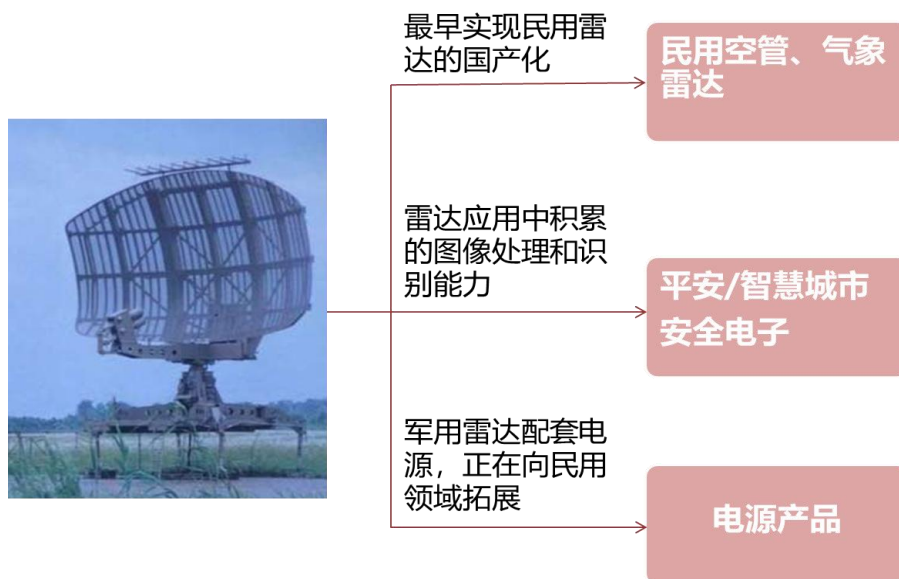 最早实现民用雷
达的国产化
民用空管、气象
雷达
雷达应用中积累
的图像处理和识
别能力
平安/智慧城市
安全电子
军用雷达配套电
源，正在向民用
领域拓展
电源产品